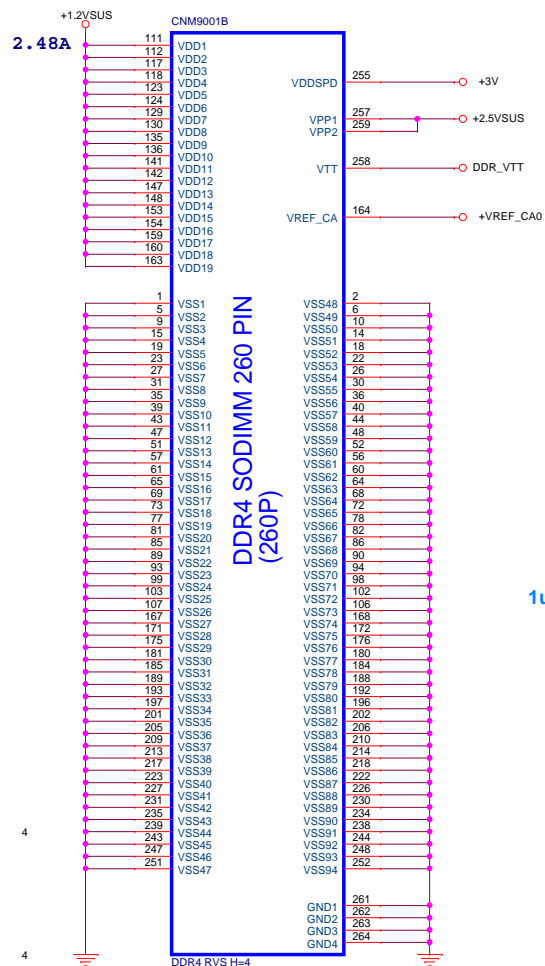 +1.2VSUS
2.48A
CNM9001B
111 VDD1
112 VDD2
117 VDD3
118 VDD4
123 VDD5
124 VDD6
129 VDD7
130 VDD8
135 VDD9
136 VDD10
141 VDD11
142 VDD12
147 VDD13
148 VDD14
153 VDD15
154 VDD16
159 VDD17
160 VDD18
163 VDD19
VDDSPD 255 +3V
VPP1 257 +2.5VSUS
VPP2 259
VTT 258 DDR_VTT
VREF_CA 164 +VREF_CA0
1 VSS1
5 VSS2
9 VSS3
15 VSS4
19 VSS5
23 VSS6
27 VSS7
31 VSS8
35 VSS9
39 VSS10
43 VSS11
47 VSS12
51 VSS13
57 VSS14
61 VSS15
65 VSS16
69 VSS17
73 VSS18
77 VSS19
81 VSS20
85 VSS21
89 VSS22
93 VSS23
99 VSS24
103 VSS25
107 VSS26
167 VSS27
171 VSS28
175 VSS29
181 VSS30
185 VSS31
189 VSS32
193 VSS33
197 VSS34
201 VSS35
205 VSS36
209 VSS37
213 VSS38
217 VSS39
223 VSS40
227 VSS41
231 VSS42
235 VSS43
239 VSS44
243 VSS45
247 VSS46
251 VSS47
DDR4 SODIMM 260 PIN
(260P)
VSS48 2
VSS49 6
VSS50 10
VSS51 14
VSS52 18
VSS53 22
VSS54 26
VSS55 30
VSS56 36
VSS57 40
VSS58 44
VSS59 48
VSS60 52
VSS61 56
VSS62 60
VSS63 64
VSS64 68
VSS65 72
VSS66 78
VSS67 82
VSS68 86
VSS69 90
VSS70 94
VSS71 98
VSS72 102
VSS73 106
VSS74 168
VSS75 172
VSS76 176
VSS77 180
VSS78 184
VSS79 188
VSS80 192
VSS81 196
VSS82 202
VSS83 206
VSS84 210
VSS85 214
VSS86 218
VSS87 222
VSS88 226
VSS89 230
VSS90 234
VSS91 238
VSS92 244
VSS93 248
VSS94 252
GND1 261
GND2 262
GND3 263
GND4 264
1u
4
4
DDR4 RVS H=4